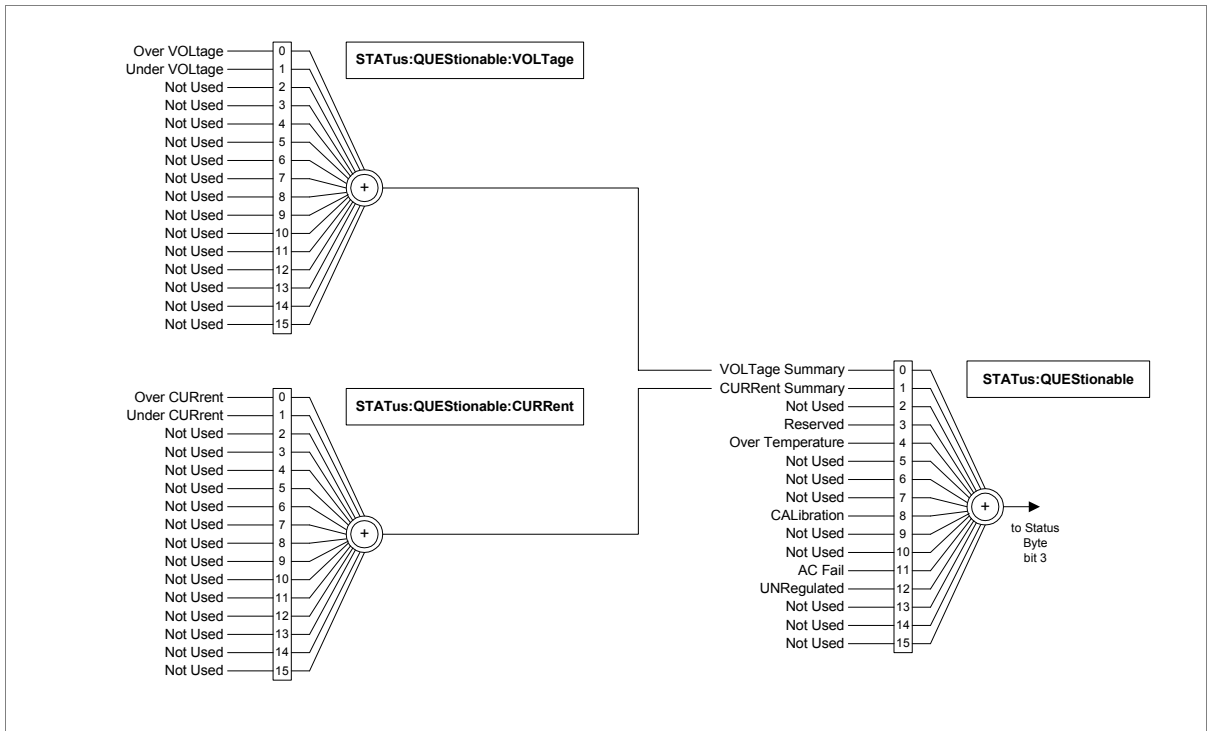 Over VOLtage 0
Under VOLtage 1
Not Used 2
Not Used 3
Not Used 4
Not Used 5
Not Used 6
Not Used 7
Not Used 8
Not Used 9
Not Used 10
Not Used 11
Not Used 12
Not Used 13
Not Used 14
Not Used 15
STATus:QUEStionable:VOLTage
+
Over CURrent 0
Under CURrent 1
Not Used 2
Not Used 3
Not Used 4
Not Used 5
Not Used 6
Not Used 7
Not Used 8
Not Used 9
Not Used 10
Not Used 11
Not Used 12
Not Used 13
Not Used 14
Not Used 15
STATus:QUEStionable:CURRent
+
VOLTage Summary 0
CURRent Summary 1
Not Used 2
Reserved 3
Over Temperature 4
Not Used 5
Not Used 6
Not Used 7
CALibration 8
Not Used 9
Not Used 10
AC Fail 11
UNRegulated 12
Not Used 13
Not Used 14
Not Used 15
STATus:QUEStionable
+
to Status
Byte
bit 3